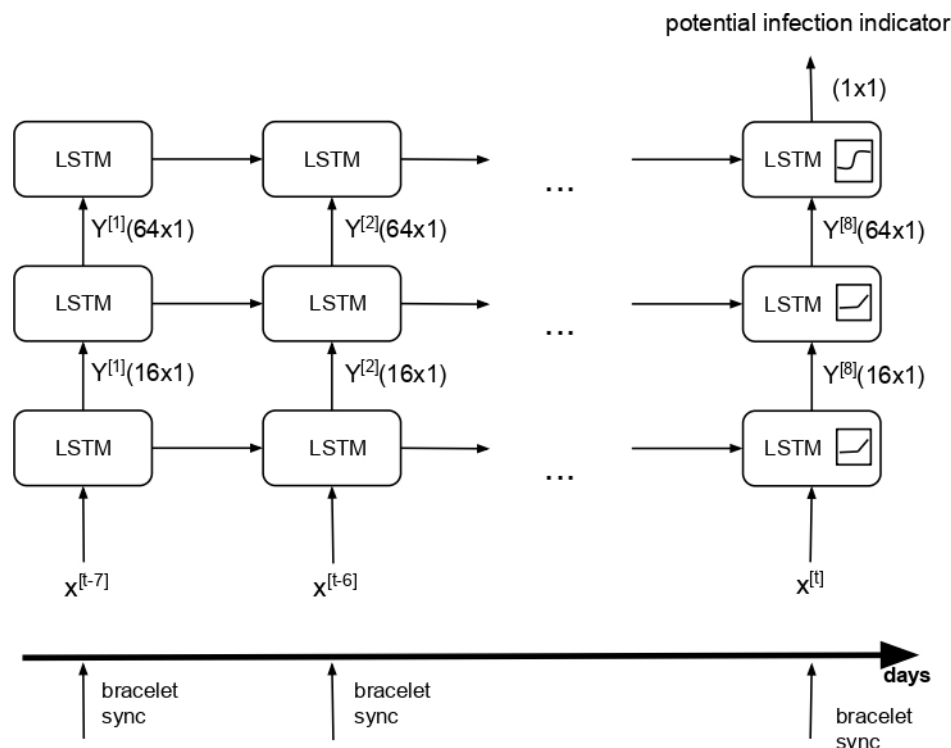 potential infection indicator
(1x1)
LSTM LSTM ... LSTM
Y[1](64x1) Y[2](64x1) Y[8](64x1)
LSTM LSTM ... LSTM
Y[1](16x1) Y[2](16x1) Y[8](16x1)
LSTM LSTM ... LSTM
x[t-7] x[t-6] x[t]
days
bracelet sync bracelet sync bracelet sync